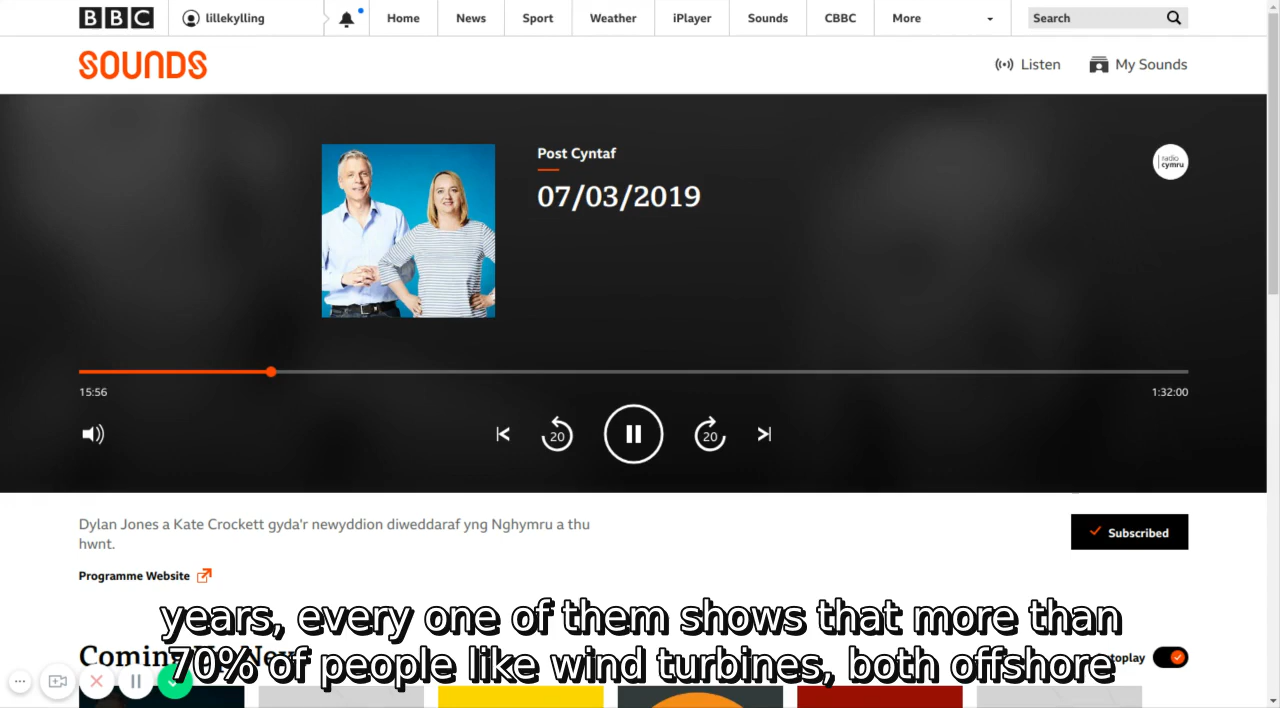 BBC
lillekylling
Home
News
Sport
Weather
iPlayer
Sounds
CBBC
More
Search
SOUNDS
Listen
My Sounds
Post Cyntaf
07/03/2019
radio
cymru
15:56
1:32:00
20
20
Dylan Jones a Kate Crockett gyda'r newyddion diweddaraf yng Nghymru a thu
hwnt.
Subscribed
Programme Website
years, every one of them shows that more than
70% of people like wind turbines, both offshore